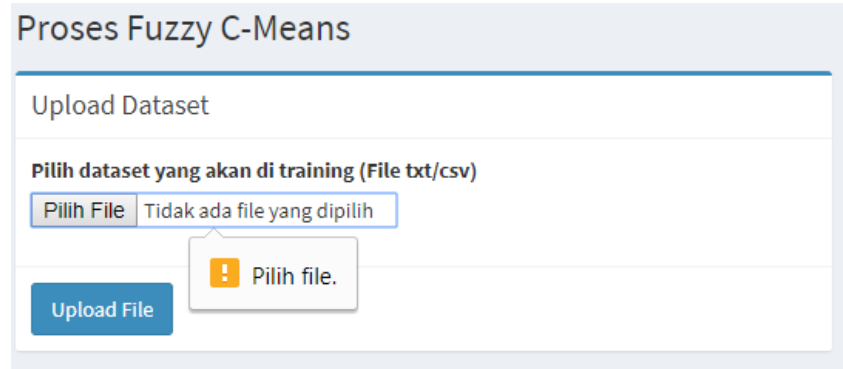 Proses Fuzzy C-Means
Upload Dataset
Pilih dataset yang akan di training (File txt/csv)
Pilih File Tidak ada file yang dipilih
Pilih file.
Upload File